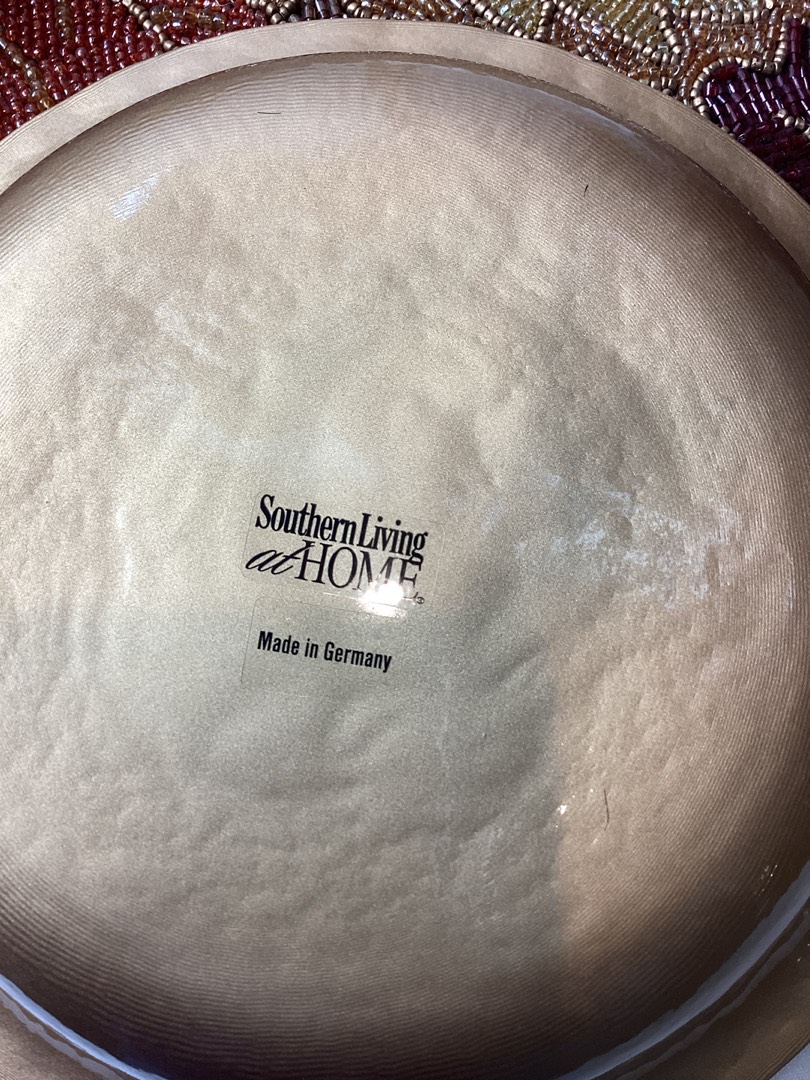 Southern Living
at HOME®
Made in Germany